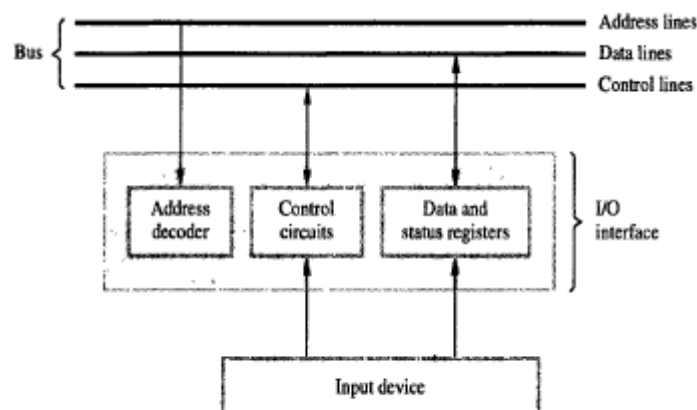 Address lines
Bus
Data lines
Control lines
Address
decoder
Control
circuits
Data and
status registers
I/O
interface
Input device